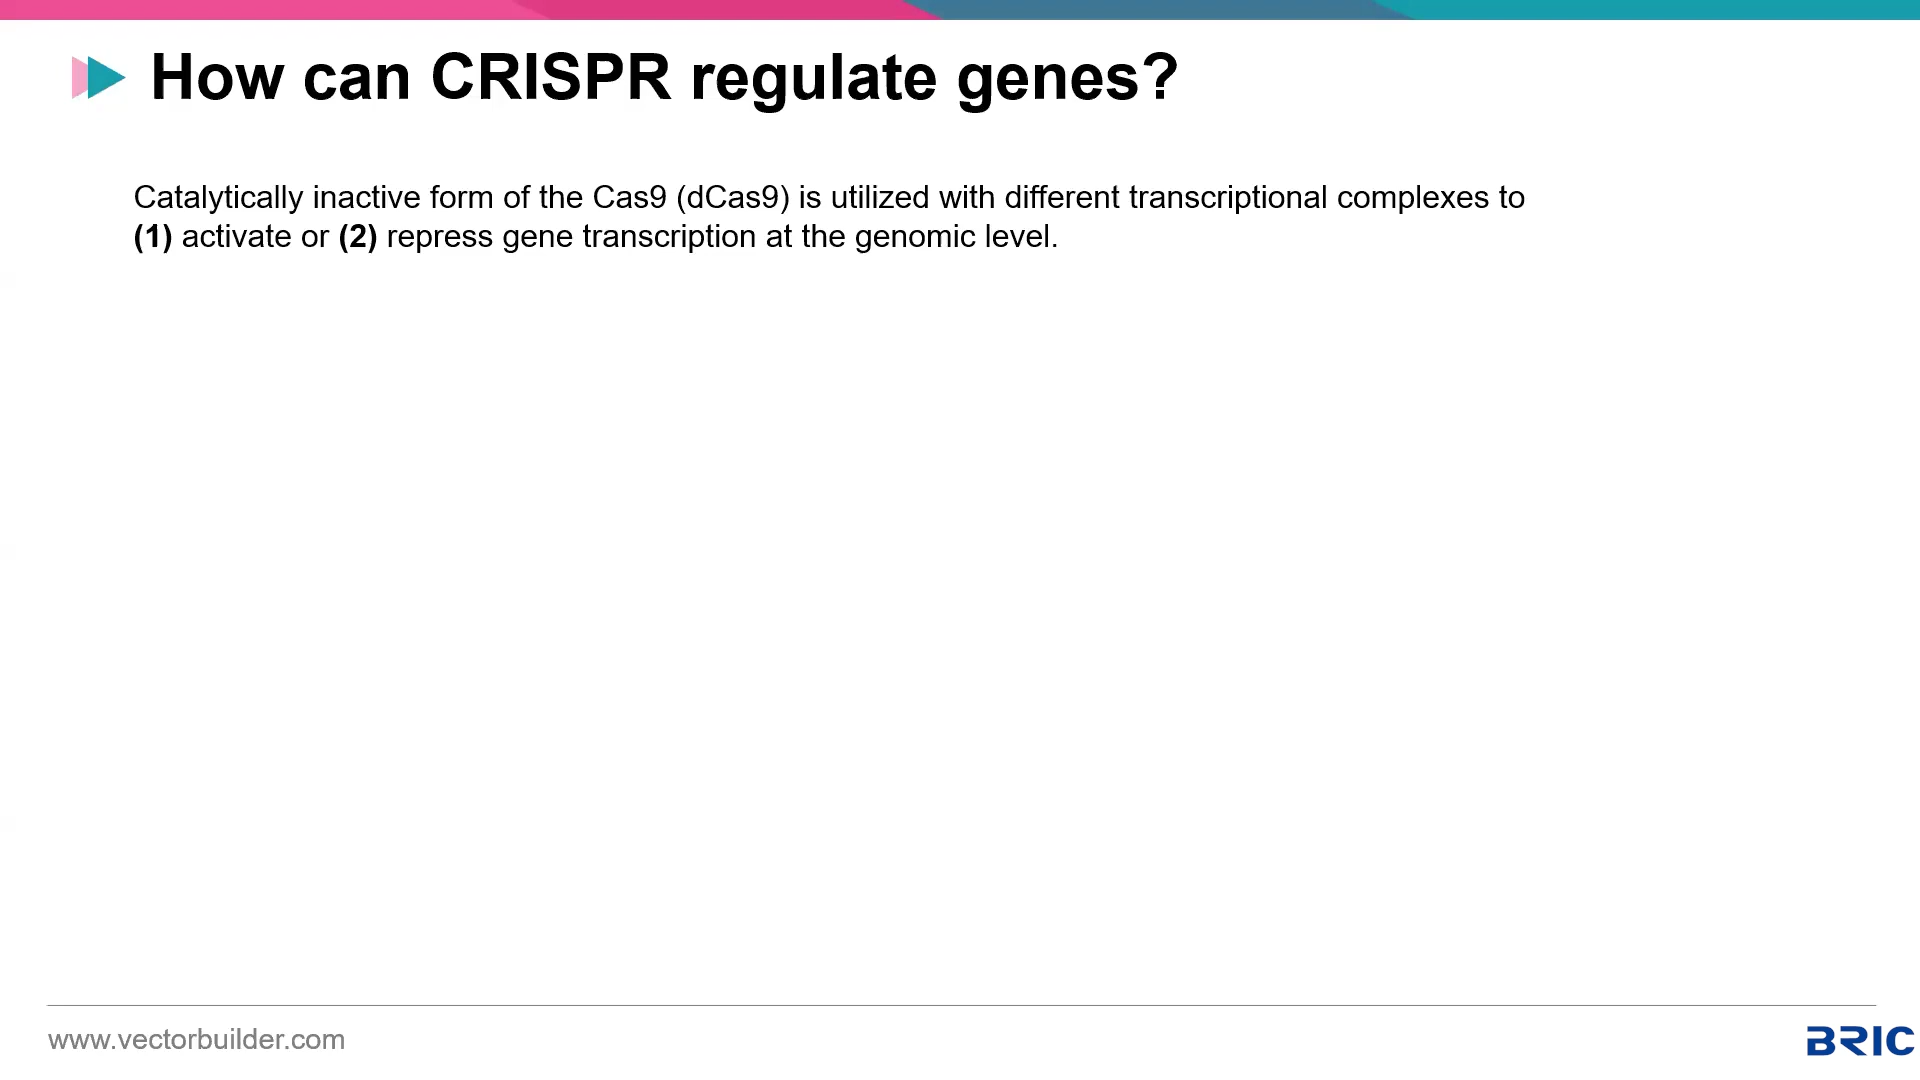 How can CRISPR regulate genes?
Catalytically inactive form of the Cas9 (dCas9) is utilized with different transcriptional complexes to
(1) activate or (2) repress gene transcription at the genomic level.
www.vectorbuilder.com
BRIC